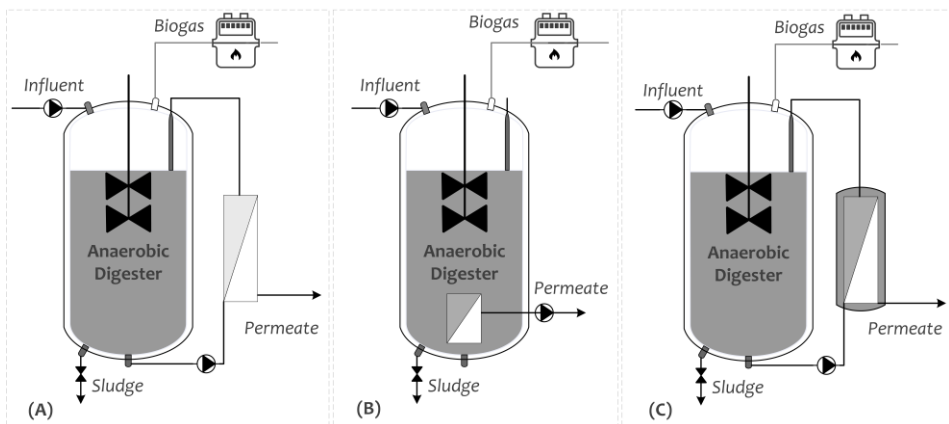 Biogas
Influent
Anaerobic
Digester
Permeate
Sludge
(A)
Biogas
Influent
Anaerobic
Digester
Permeate
Sludge
(B)
Biogas
Influent
Anaerobic
Digester
Permeate
Sludge
(C)